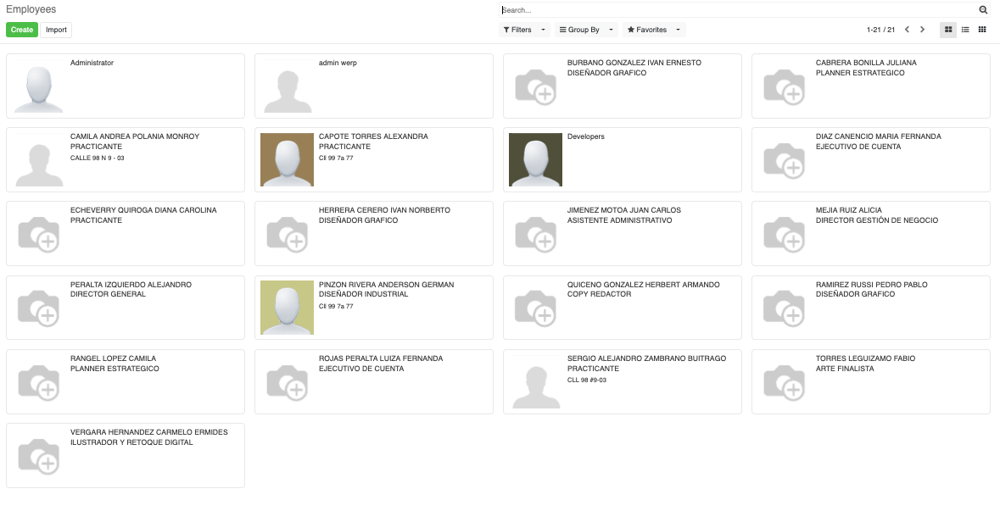 Employees
Search...
Create
Import
Filters
Group By
Favorites
1-21 / 21
Administrator
admin werp
BURBANO GONZALEZ IVAN ERNESTO
DISEÑADOR GRAFICO
CABRERA BONILLA JULIANA
PLANNER ESTRATEGICO
CAMILA ANDREA POLANIA MONROY
PRACTICANTE
CALLE 98 N 9 - 03
CAPOTE TORRES ALEXANDRA
PRACTICANTE
Cll 99 7a 77
Developers
DIAZ CANENCIO MARIA FERNANDA
EJECUTIVO DE CUENTA
ECHEVERRY QUIROGA DIANA CAROLINA
PRACTICANTE
HERRERA CERERO IVAN NORBERTO
DISEÑADOR GRAFICO
JIMENEZ MOTOA JUAN CARLOS
ASISTENTE ADMINISTRATIVO
MEJIA RUIZ ALICIA
DIRECTOR GESTIÓN DE NEGOCIO
PERALTA IZQUIERDO ALEJANDRO
DIRECTOR GENERAL
PINZON RIVERA ANDERSON GERMAN
DISEÑADOR INDUSTRIAL
Cll 99 7a 77
QUICENO GONZALEZ HERBERT ARMANDO
COPY REDACTOR
RAMIREZ RUSSI PEDRO PABLO
DISEÑADOR GRAFICO
RANGEL LOPEZ CAMILA
PLANNER ESTRATEGICO
ROJAS PERALTA LUIZA FERNANDA
EJECUTIVO DE CUENTA
SERGIO ALEJANDRO ZAMBRANO BUITRAGO
PRACTICANTE
CLL 98 #9-03
TORRES LEGUIZAMO FABIO
ARTE FINALISTA
VERGARA HERNANDEZ CARMELO ERMIDES
ILUSTRADOR Y RETOQUE DIGITAL